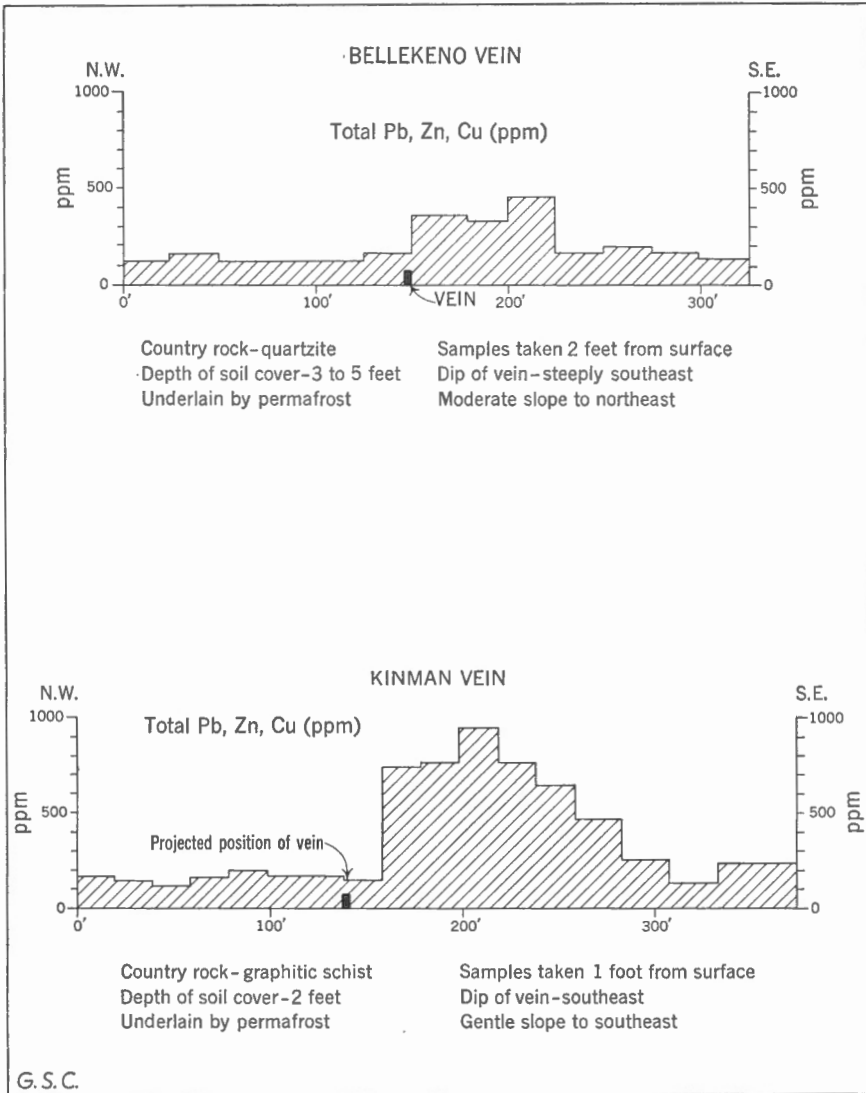 BELLEKENO VEIN
N.W.
S.E.
Total Pb, Zn, Cu (ppm)
1000
1000
500
500
ppm
ppm
0
0
0'
100'
200'
300'
VEIN
Country rock-quartzite
Samples taken 2 feet from surface
Depth of soil cover-3 to 5 feet
Dip of vein-steeply southeast
Underlain by permafrost
Moderate slope to northeast
KINMAN VEIN
N.W.
S.E.
Total Pb, Zn, Cu (ppm)
1000
1000
500
500
ppm
ppm
Projected position of vein
0
0
0'
100'
200'
300'
Country rock-graphitic schist
Samples taken 1 foot from surface
Depth of soil cover-2 feet
Dip of vein-southeast
Underlain by permafrost
Gentle slope to southeast
G.S.C.